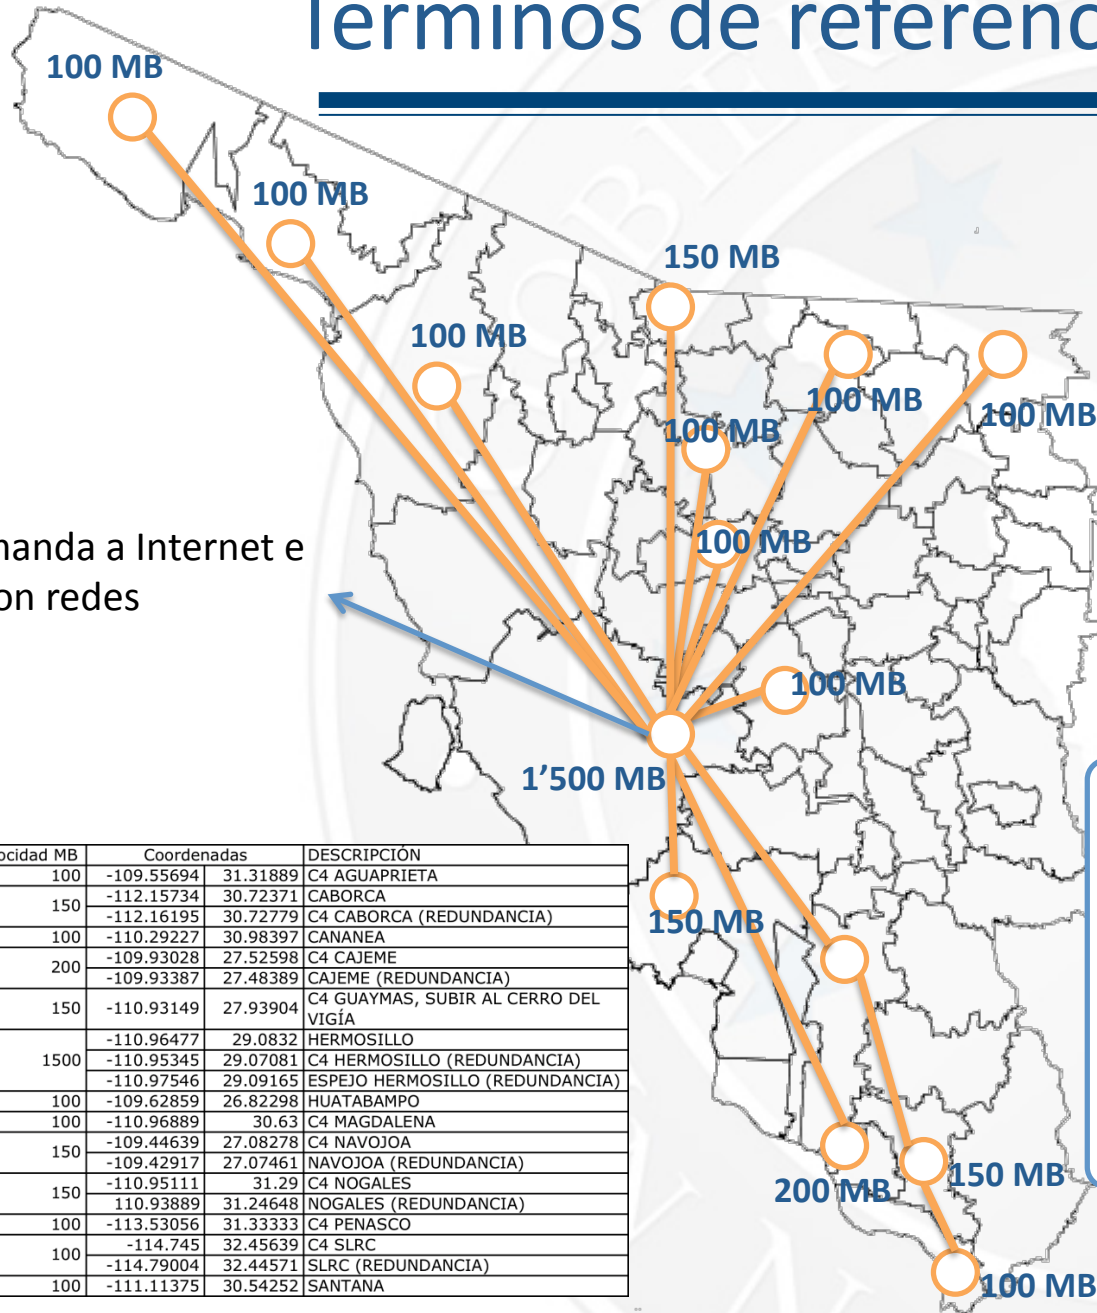 Términos de referenc
100 MB
100 MB
150 MB
100 MB
100 MB
100 MB
100 MB
100 MB
manda a Internet e
on redes
100 MB
1’500 MB
150 MB
200 MB
150 MB
100 MB
ocidad MB Coordenadas DESCRIPCIÓN
100 -109.55694 31.31889 C4 AGUAPRIETA
150 -112.15734 30.72371 CABORCA
-112.16195 30.72779 C4 CABORCA (REDUNDANCIA)
100 -110.29227 30.98397 CANANEA
200 -109.93028 27.52598 C4 CAJEME
-109.93387 27.48389 CAJEME (REDUNDANCIA)
150 -110.93149 27.93904 C4 GUAYMAS, SUBIR AL CERRO DEL
VIGÍA
1500 -110.96477 29.0832 HERMOSILLO
-110.95345 29.07081 C4 HERMOSILLO (REDUNDANCIA)
-110.97546 29.09165 ESPEJO HERMOSILLO (REDUNDANCIA)
100 -109.62859 26.82298 HUATABAMPO
100 -110.96889 30.63 C4 MAGDALENA
150 -109.44639 27.08278 C4 NAVOJOA
-109.42917 27.07461 NAVOJOA (REDUNDANCIA)
150 -110.95111 31.29 C4 NOGALES
110.93889 31.24648 NOGALES (REDUNDANCIA)
100 -113.53056 31.33333 C4 PENASCO
100 -114.745 32.45639 C4 SLRC
-114.79004 32.44571 SLRC (REDUNDANCIA)
100 -111.11375 30.54252 SANTANA